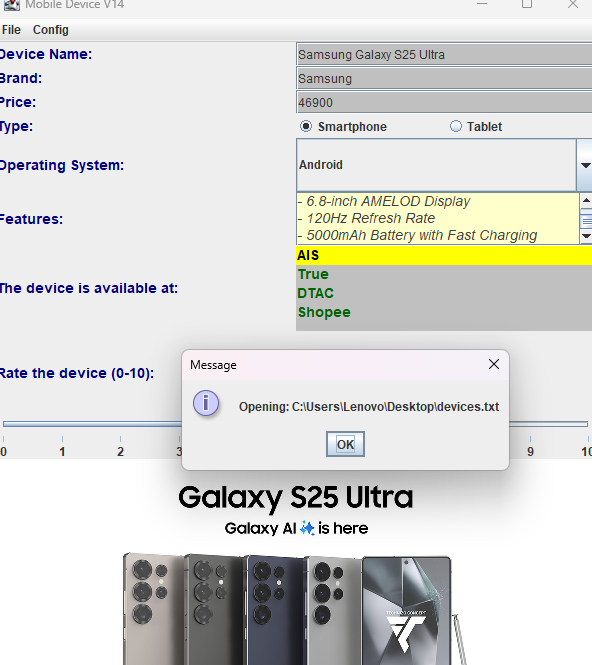 Mobile Device V14
File Config
Device Name: Samsung Galaxy S25 Ultra
Brand: Samsung
Price: 46900
Type: Smartphone Tablet
Operating System: Android
Features:
- 6.8-inch AMELOD Display
- 120Hz Refresh Rate
- 5000mAh Battery with Fast Charging
The device is available at:
AIS
True
DTAC
Shopee
Rate the device (0-10):
Message
Opening: C:\Users\Lenovo\Desktop\devices.txt
OK
0 1 2 3 9 10
Galaxy S25 Ultra
Galaxy AI is here